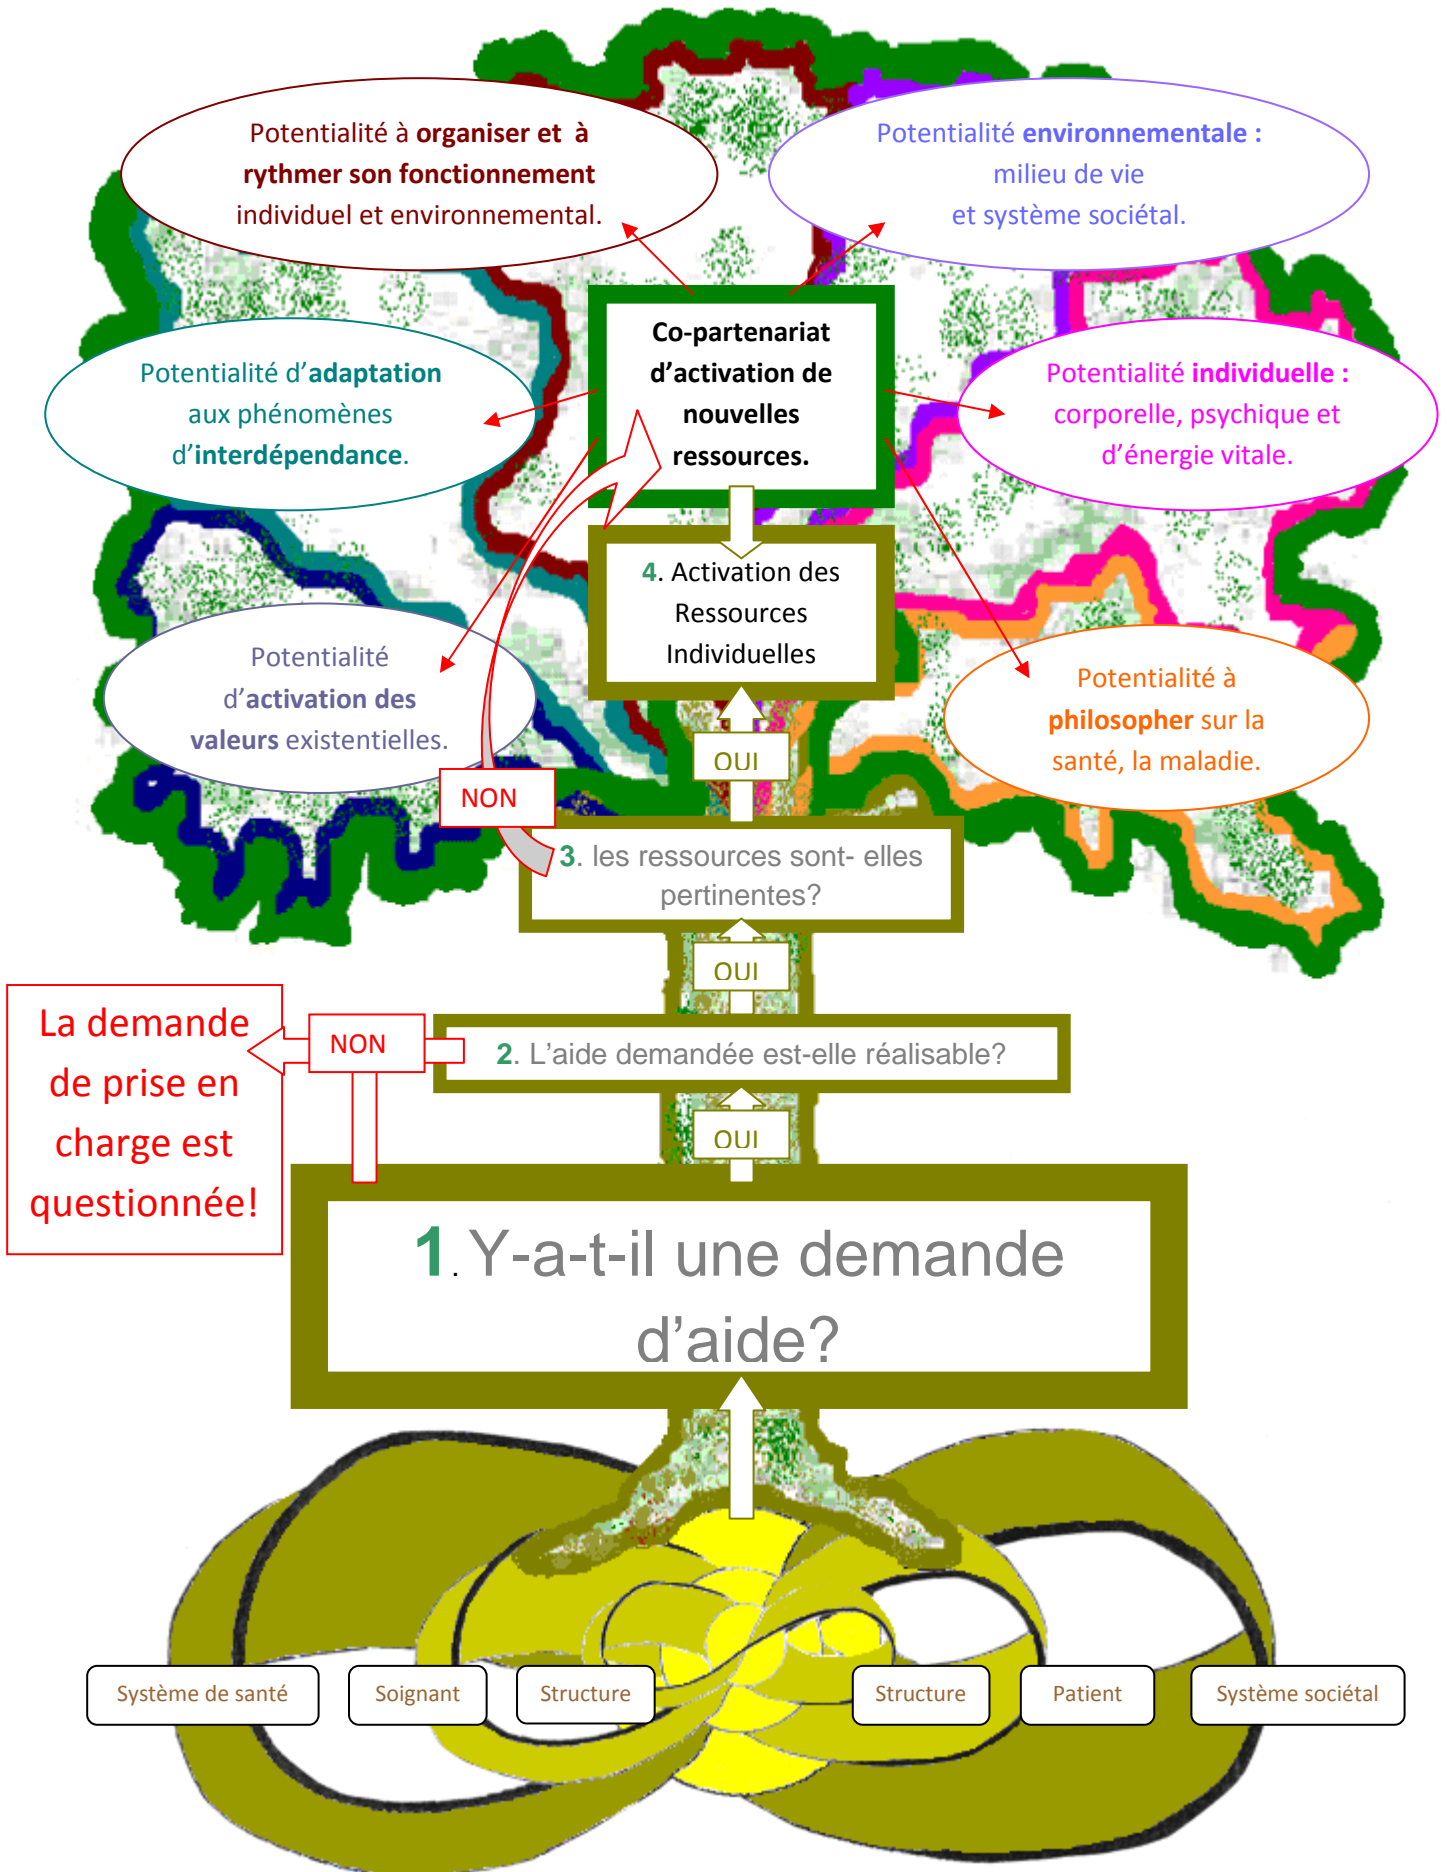 Potentialité à organiser et à
rythmer son fonctionnement
individuel et environnemental.
Potentialité environnementale :
milieu de vie
et système sociétal.
Co-partenariat
d’activation de
nouvelles
ressources.
Potentialité d’adaptation
aux phénomènes
d’interdépendance.
Potentialité individuelle :
corporelle, psychique et
d’énergie vitale.
4. Activation des
Ressources
Individuelles
Potentialité
d’activation des
valeurs existentielles.
Potentialité à
philosopher sur la
santé, la maladie.
OUI
NON
3. les ressources sont- elles
pertinentes?
OUI
La demande
de prise en
charge est
questionnée!
NON
2. L’aide demandée est-elle réalisable?
OUI
1. Y-a-t-il une demande
d’aide?
Système de santé
Soignant
Structure
Structure
Patient
Système sociétal